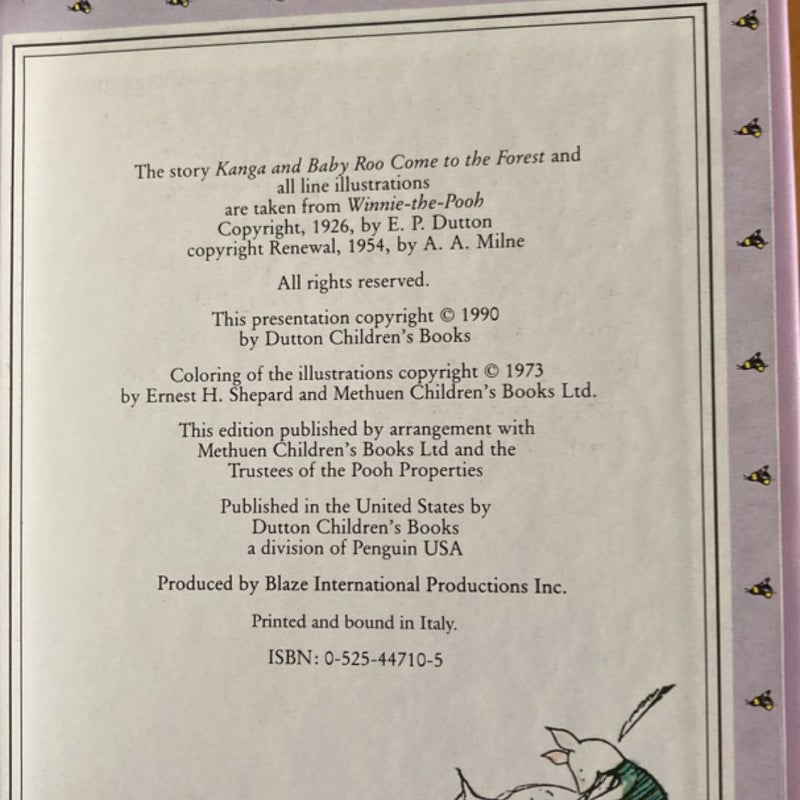 The story Kanga and Baby Roo Come to the Forest and
all line illustrations
are taken from Winnie-the-Pooh
Copyright, 1926, by E. P. Dutton
copyright Renewal, 1954, by A. A. Milne
All rights reserved.
This presentation copyright © 1990
by Dutton Children's Books
Coloring of the illustrations copyright © 1973
by Ernest H. Shepard and Methuen Children's Books Ltd.
This edition published by arrangement with
Methuen Children's Books Ltd and the
Trustees of the Pooh Properties
Published in the United States by
Dutton Children's Books
a division of Penguin USA
Produced by Blaze International Productions Inc.
Printed and bound in Italy.
ISBN: 0-525-44710-5